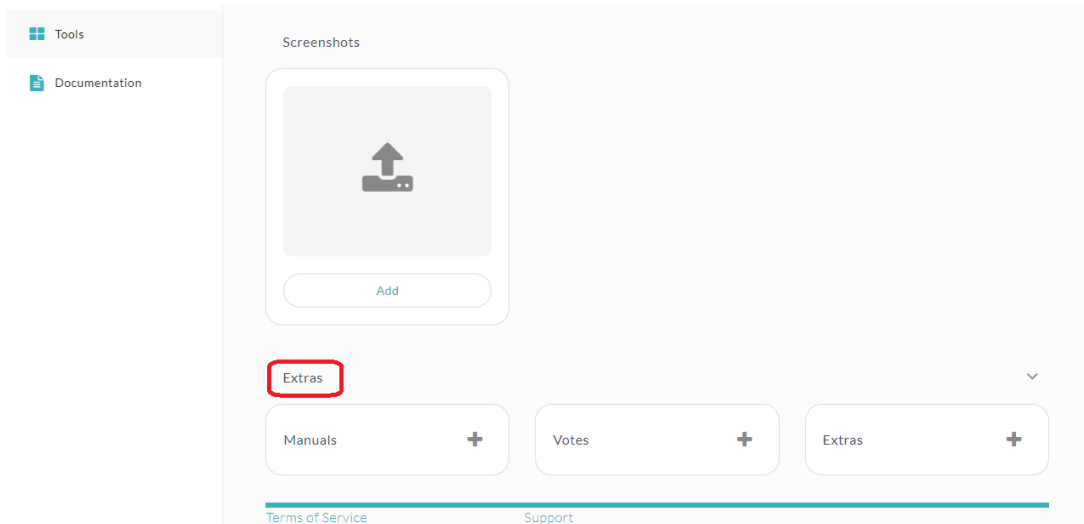 Tools
Documentation
Screenshots
Add
Extras
Manuals
Votes
Extras
Terms of Service
Support